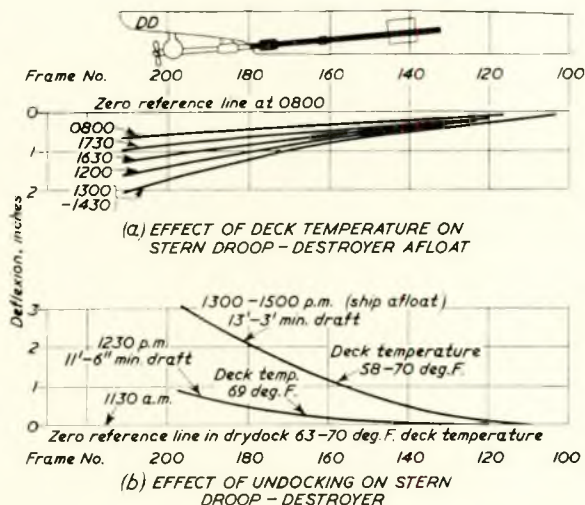 DD
Frame No. 200 180 160 140 120 100
Zero reference line at 0800
0
1
2
0800
1730
1630
1200
1300
-1430
(a) EFFECT OF DECK TEMPERATURE ON
STERN DROOP - DESTROYER AFLOAT
Deflexion, inches
3
2
1
0
1300-1500 p.m. (ship afloat)
13'-3' min. draft
1230 p.m.
11'-6" min. draft
Deck temperature
58-70 deg.F.
Deck temp.
69 deg.F.
1130 a.m.
Zero reference line in drydock 63-70 deg.F. deck temperature
Frame No. 200 180 160 140 120 100
(b) EFFECT OF UNDOCKING ON STERN
DROOP - DESTROYER